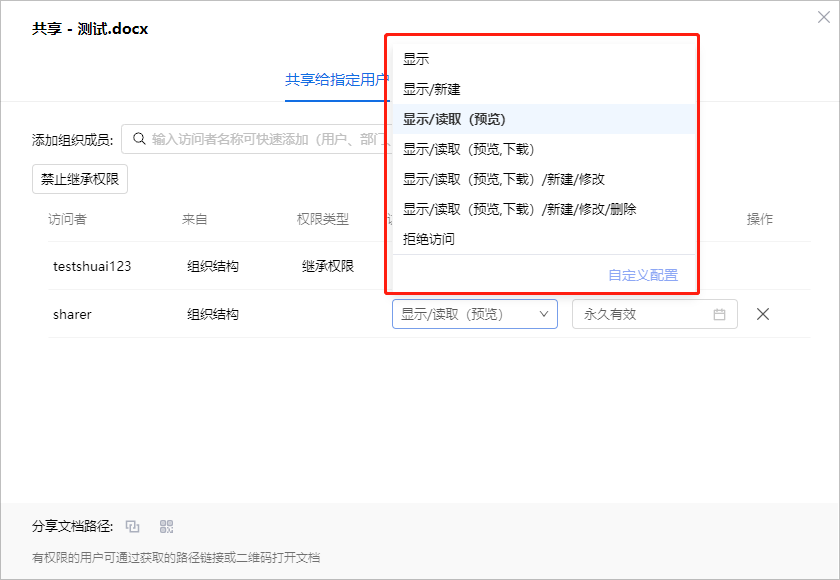 共享 - 测试.docx
共享给指定用户
添加组织成员: 输入访问者名称可快速添加（用户、部门、
禁止继承权限
访问者 来自 权限类型 操作
testshuai123 组织结构 继承权限
sharer 组织结构 显示/读取（预览） 永久有效
显示
显示/新建
显示/读取（预览）
显示/读取（预览,下载）
显示/读取（预览,下载）/新建/修改
显示/读取（预览,下载）/新建/修改/删除
拒绝访问
自定义配置
分享文档路径:
有权限的用户可通过获取的路径链接或二维码打开文档